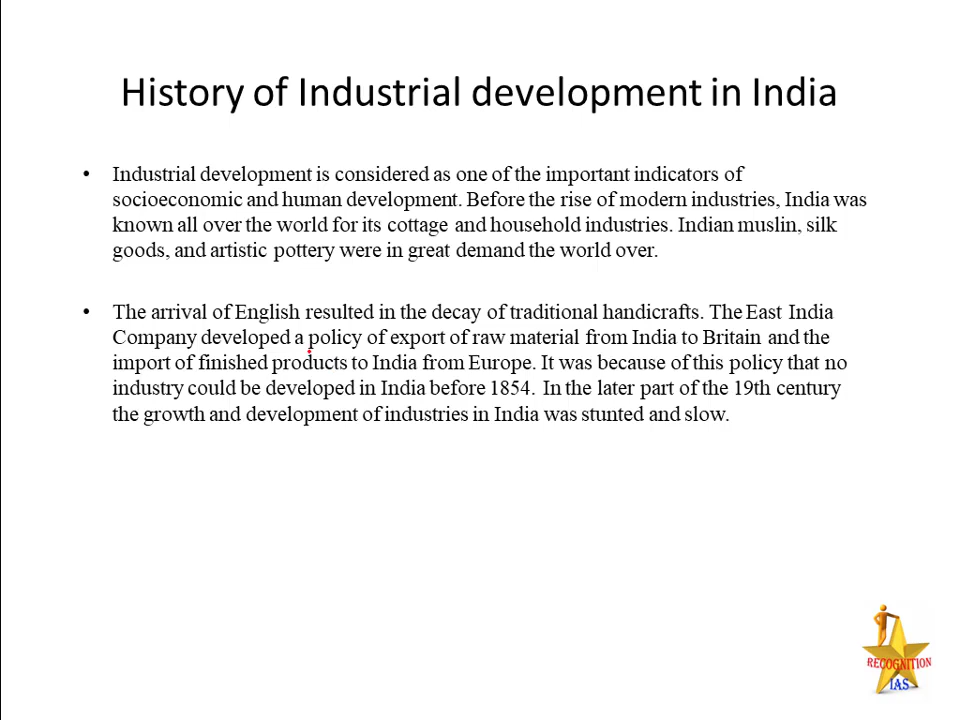 History of Industrial development in India
• Industrial development is considered as one of the important indicators of
socioeconomic and human development. Before the rise of modern industries, India was
known all over the world for its cottage and household industries. Indian muslin, silk
goods, and artistic pottery were in great demand the world over.
• The arrival of English resulted in the decay of traditional handicrafts. The East India
Company developed a policy of export of raw material from India to Britain and the
import of finished products to India from Europe. It was because of this policy that no
industry could be developed in India before 1854. In the later part of the 19th century
the growth and development of industries in India was stunted and slow.
RECOGNITION
IAS